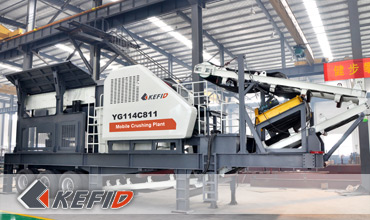 KEFID
YG114C811
Mobile Crushing Plant
KEFID